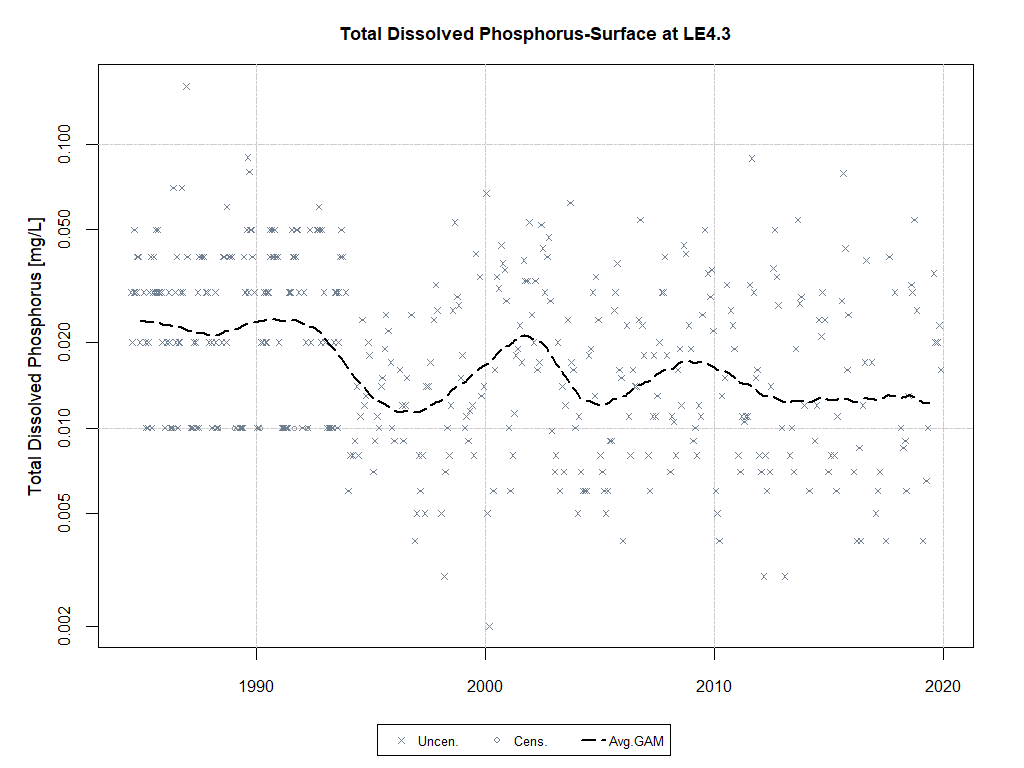 Total Dissolved Phosphorus-Surface at LE4.3
Total Dissolved Phosphorus [mg/L]
0.100
0.050
0.020
0.010
0.005
0.002
1990 2000 2010 2020
Uncen. Cens. Avg.GAM